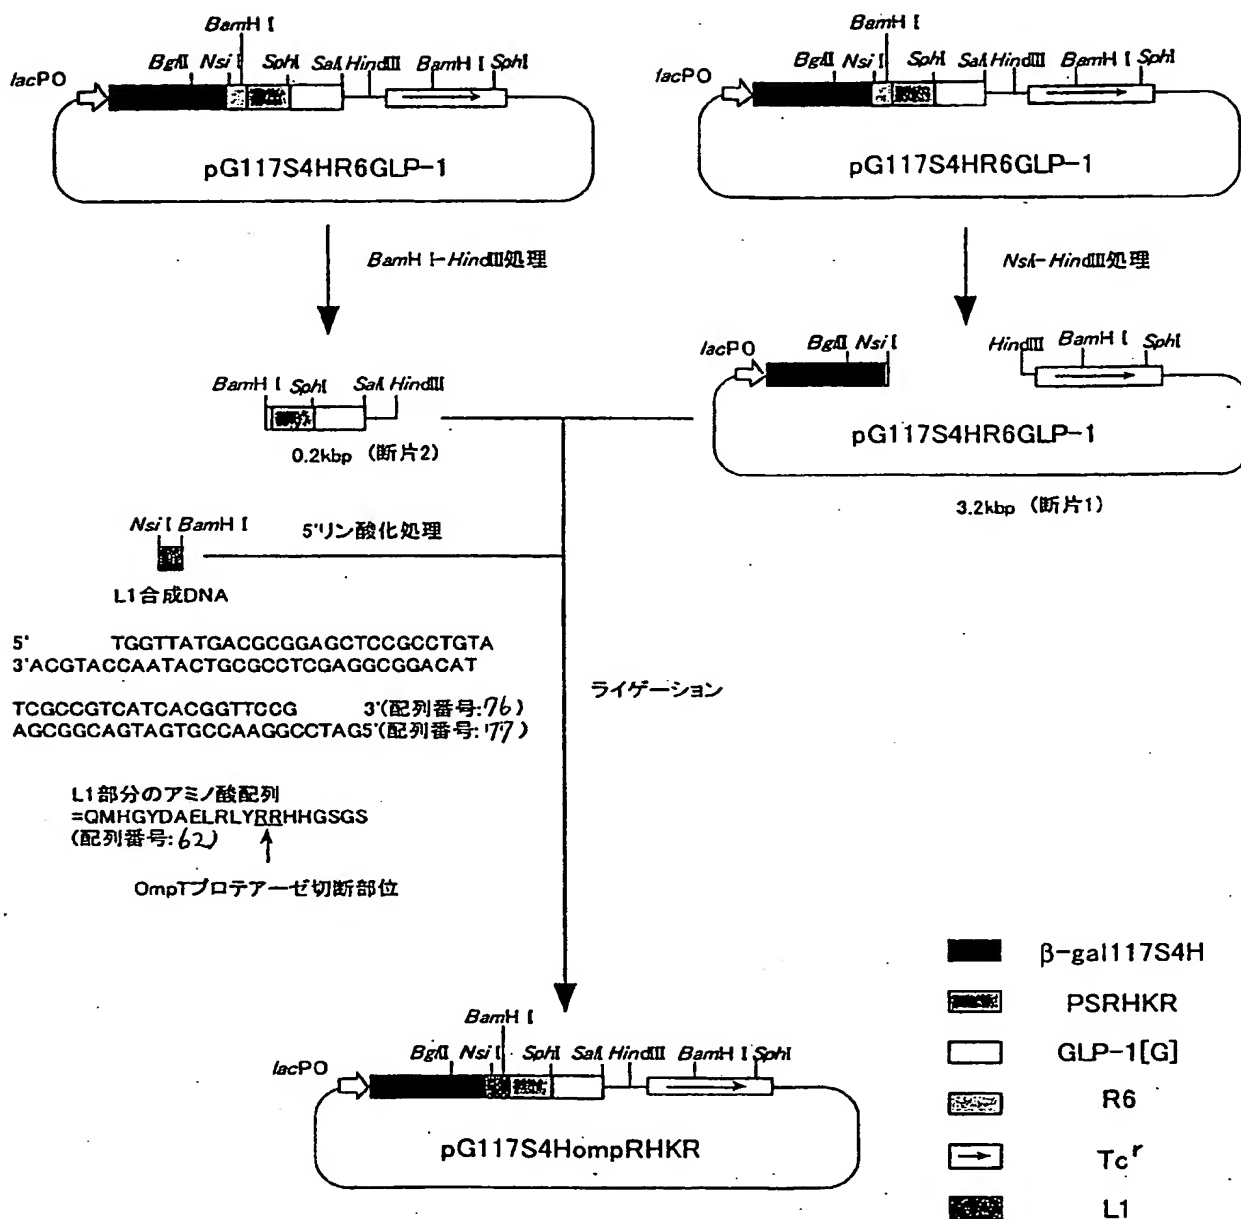 BamH I
BglII NsiI SphI SalI HindIII BamH I SphI
lacPO
pG117S4HR6GLP-1
BamH I
BglII NsiI SphI SalI HindIII BamH I SphI
lacPO
pG117S4HR6GLP-1
BamH I-HindIII処理
NsiI-HindIII処理
BamH I SphI SalI HindIII
0.2kbp (断片2)
lacPO BglII NsiI HindIII BamH I SphI
pG117S4HR6GLP-1
3.2kbp (断片1)
NsiI BamH I
5'リン酸化処理
L1合成DNA
5' TGGTTATGACGCGGAGCTCCGCCTGTA
3'ACGTACCAATACTGCGCCTCGAGGCGGACAT
TCGCCGTCATCACGGTTCCG 3'(配列番号:76)
AGCGGCAGTAGTGCCAAGGCCTAG5'(配列番号:77)
ライゲーション
L1部分のアミノ酸配列
=QMHGYDAELRLYRRHHGSGS
(配列番号:62)
OmpTプロテアーゼ切断部位
BamH I
BglII NsiI SphI SalI HindIII BamH I SphI
lacPO
pG117S4HompRHKR
β-gal117S4H
PSRHKR
GLP-1[G]
R6
Tcr
L1